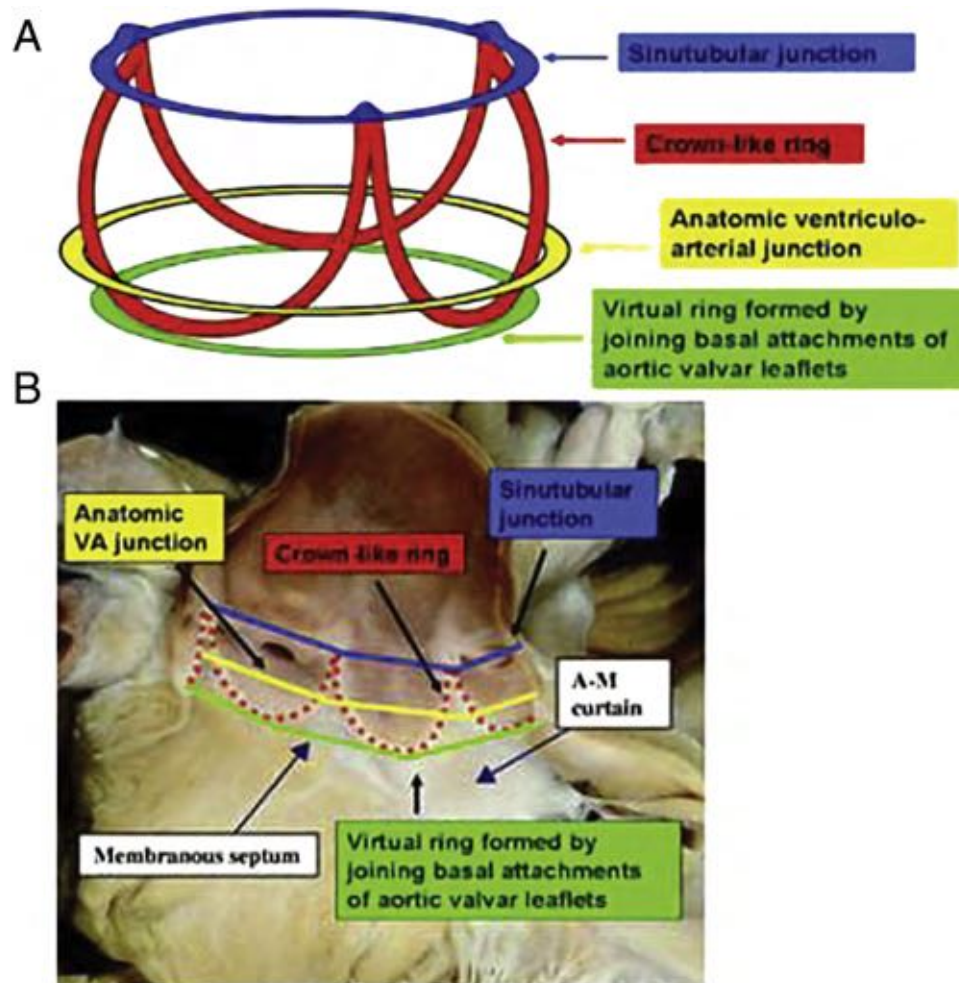 A
Sinutubular junction
Crown-like ring
Anatomic ventriculo-
arterial junction
Virtual ring formed by
joining basal attachments of
aortic valvar leaflets
B
Sinutubular
junction
Anatomic
VA junction
Crown-like ring
A-M
curtain
Membranous septum
Virtual ring formed by
joining basal attachments
of aortic valvar leaflets